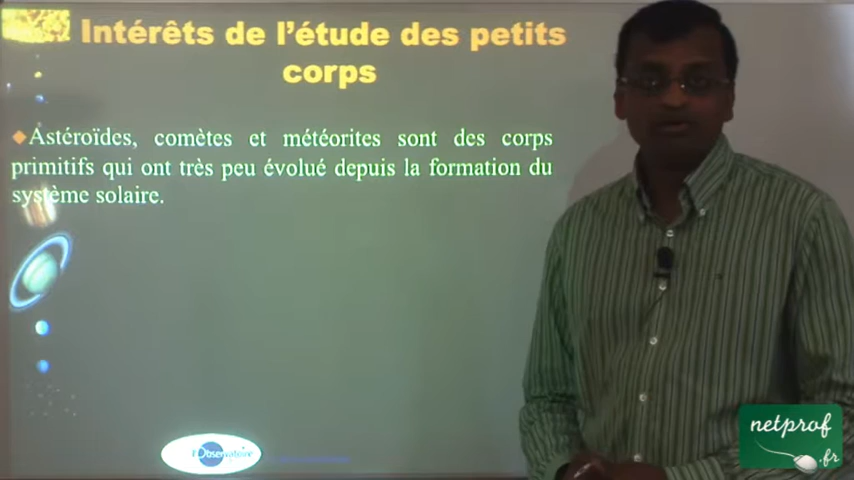 Intérêts de l'étude des petits
corps
Astéroïdes, comètes et météorites sont des corps
primitifs qui ont très peu évolué depuis la formation du
système solaire.
l'Observatoire
netprof
.fr